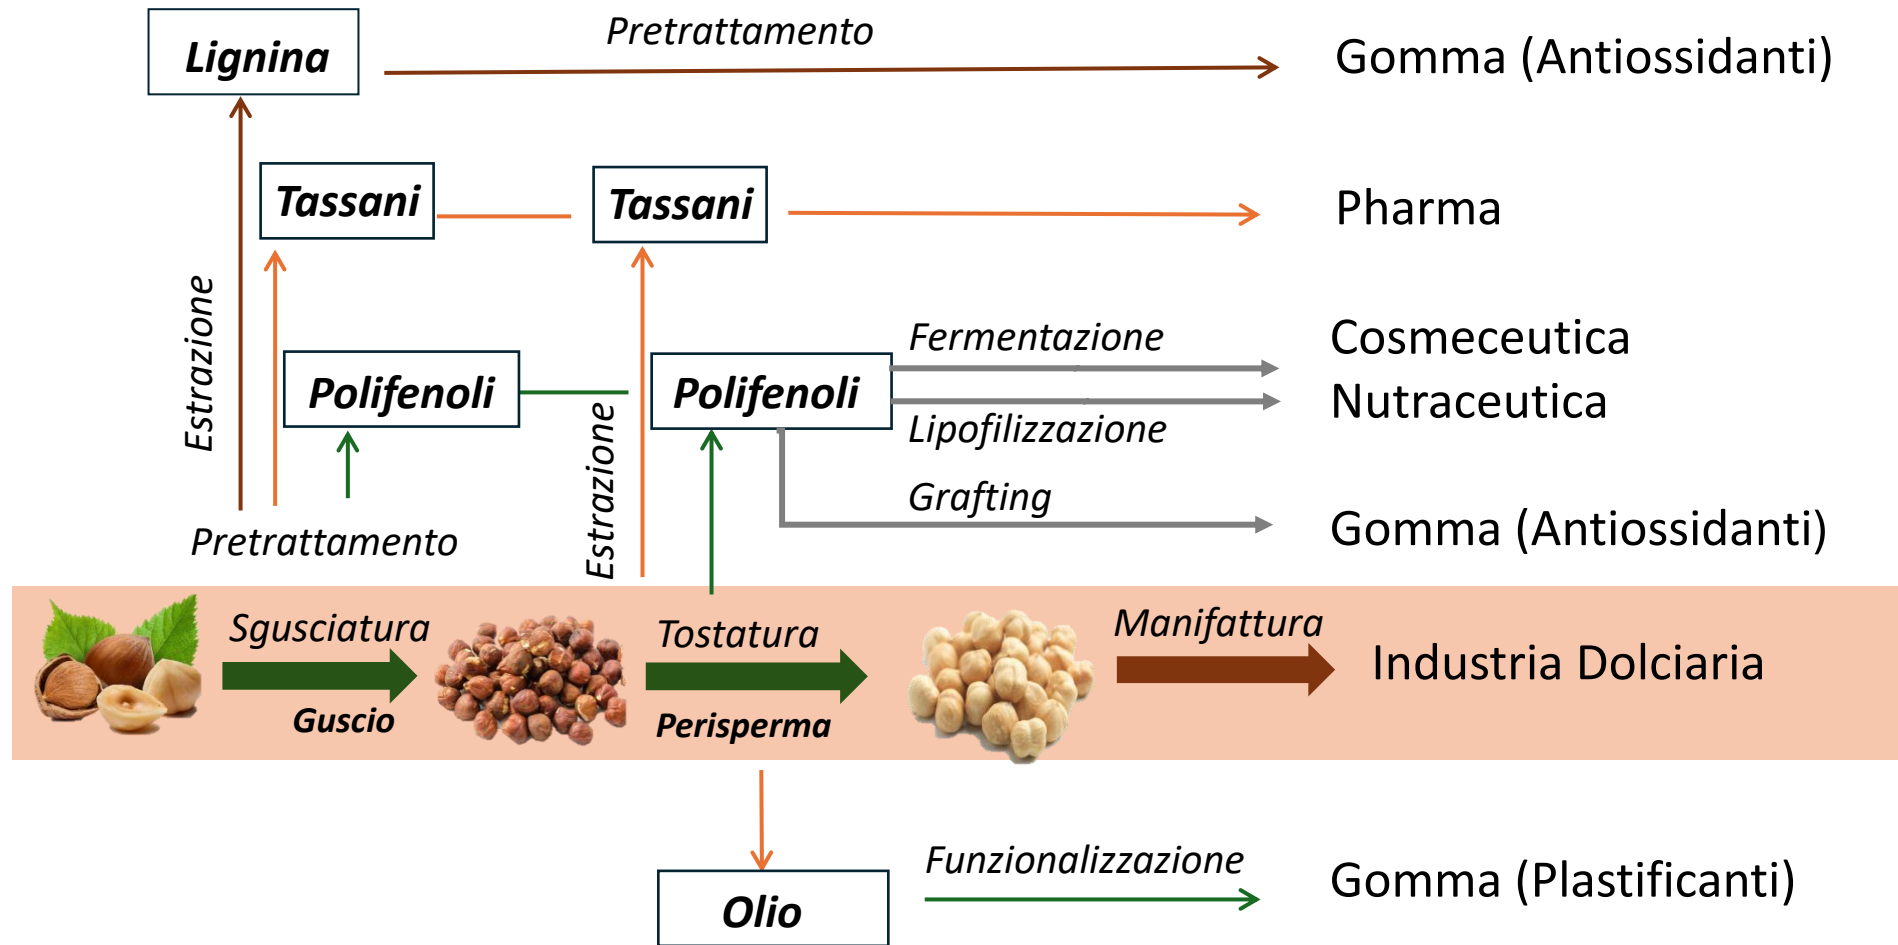 Lignina
Pretrattamento
Gomma (Antiossidanti)
Tassani
Tassani
Pharma
Estrazione
Polifenoli
Polifenoli
Fermentazione
Cosmeceutica
Lipofilizzazione
Nutraceutica
Estrazione
Grafting
Gomma (Antiossidanti)
Pretrattamento
Sgusciatura
Guscio
Tostatura
Perisperma
Manifattura
Industria Dolciaria
Olio
Funzionalizzazione
Gomma (Plastificanti)